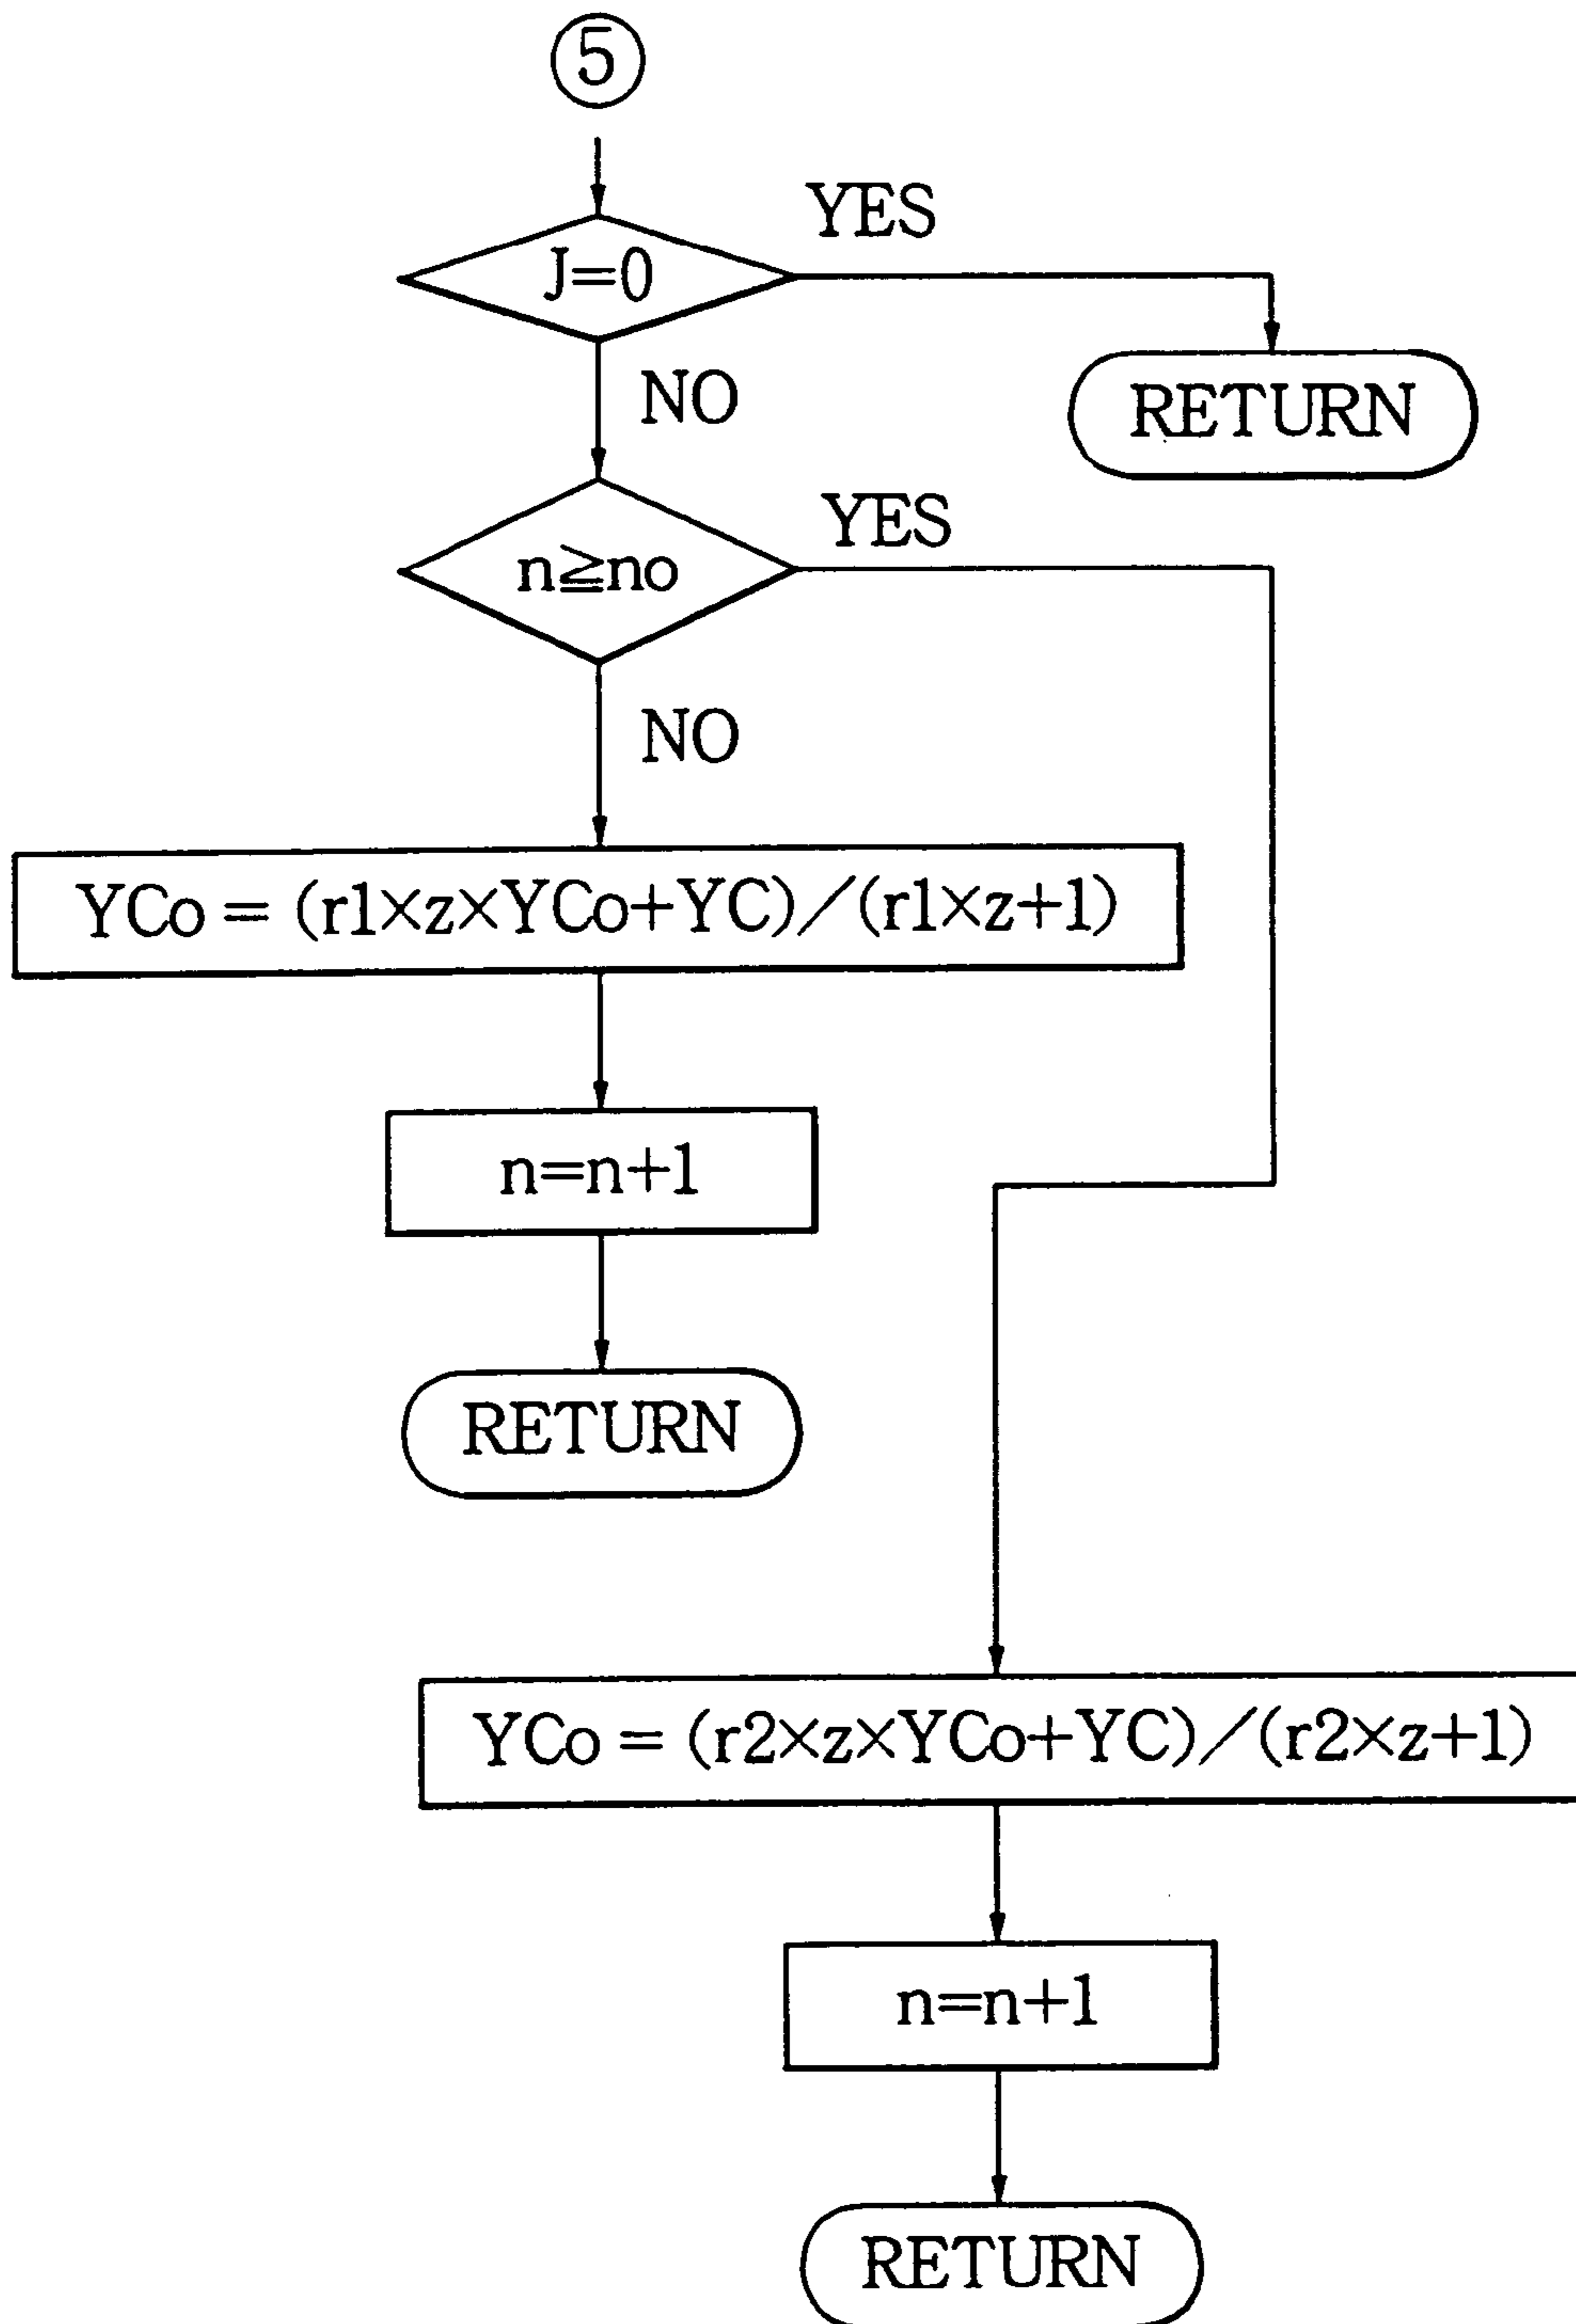 5
YES
J=0
NO
RETURN
YES
n≧no
NO
YCo = (r1×z×YCo+YC)/(r1×z+1)
n=n+1
RETURN
YCo = (r2×z×YCo+YC)/(r2×z+1)
n=n+1
RETURN